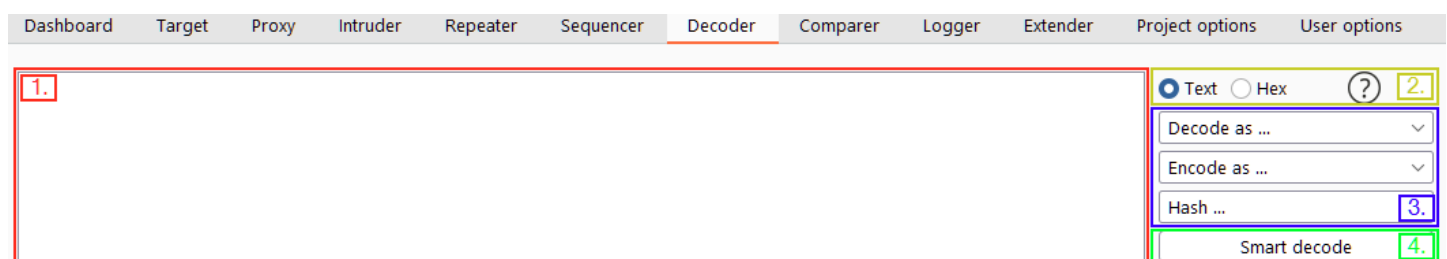 Dashboard Target Proxy Intruder Repeater Sequencer Decoder Comparer Logger Extender Project options User options
1. Text Hex ? 2.
Decode as ...
Encode as ...
Hash ... 3.
Smart decode 4.